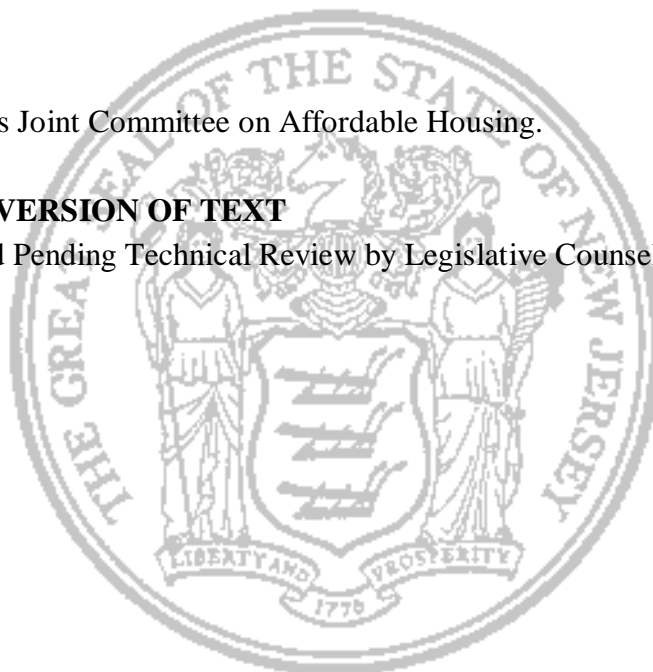 s Joint Committee on Affordable Housing.
VERSION OF TEXT
d Pending Technical Review by Legislative Counsel
THE GREAT SEAL OF THE STATE OF NEW JERSEY
LIBERTY AND PROSPERITY
1776